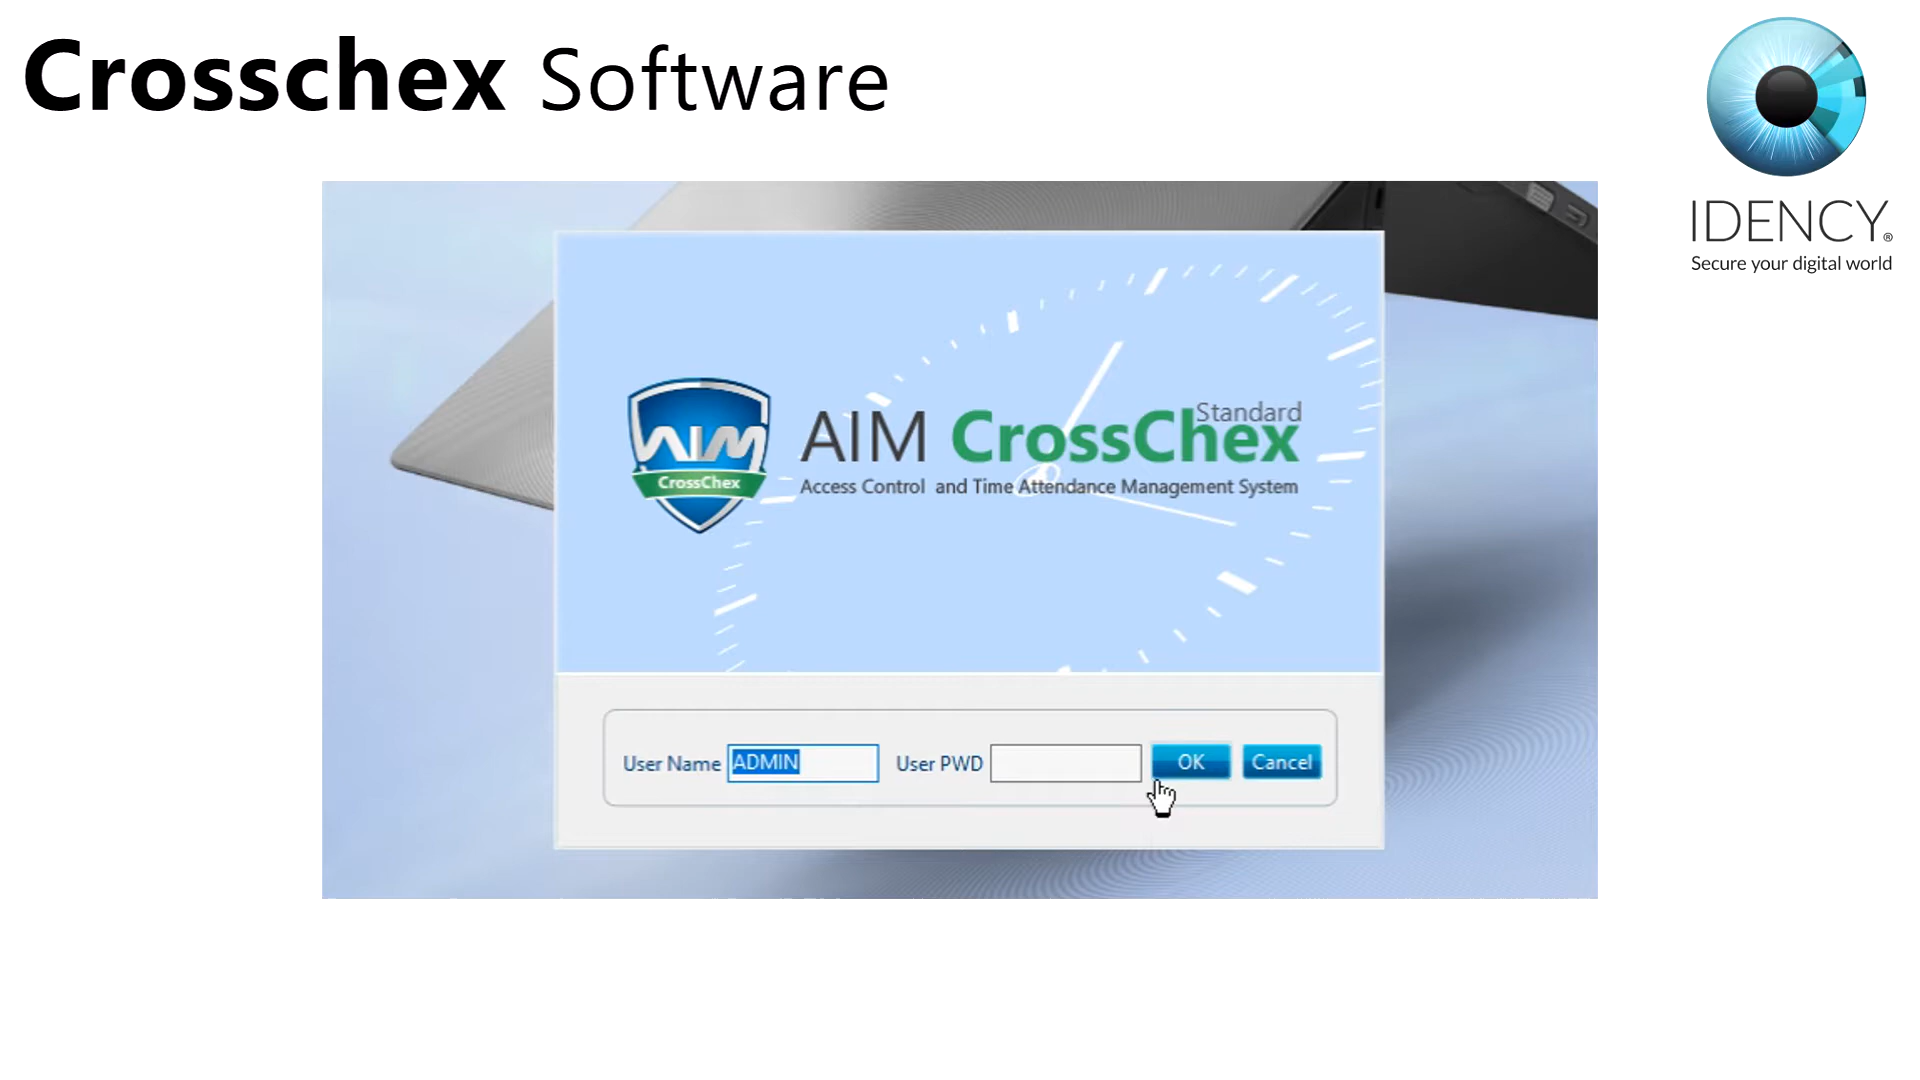 Crosschex Software
IDENCY®
Secure your digital world
AIM
CrossChex
AIM CrossChex Standard
Access Control and Time Attendance Management System
User Name ADMIN User PWD OK Cancel